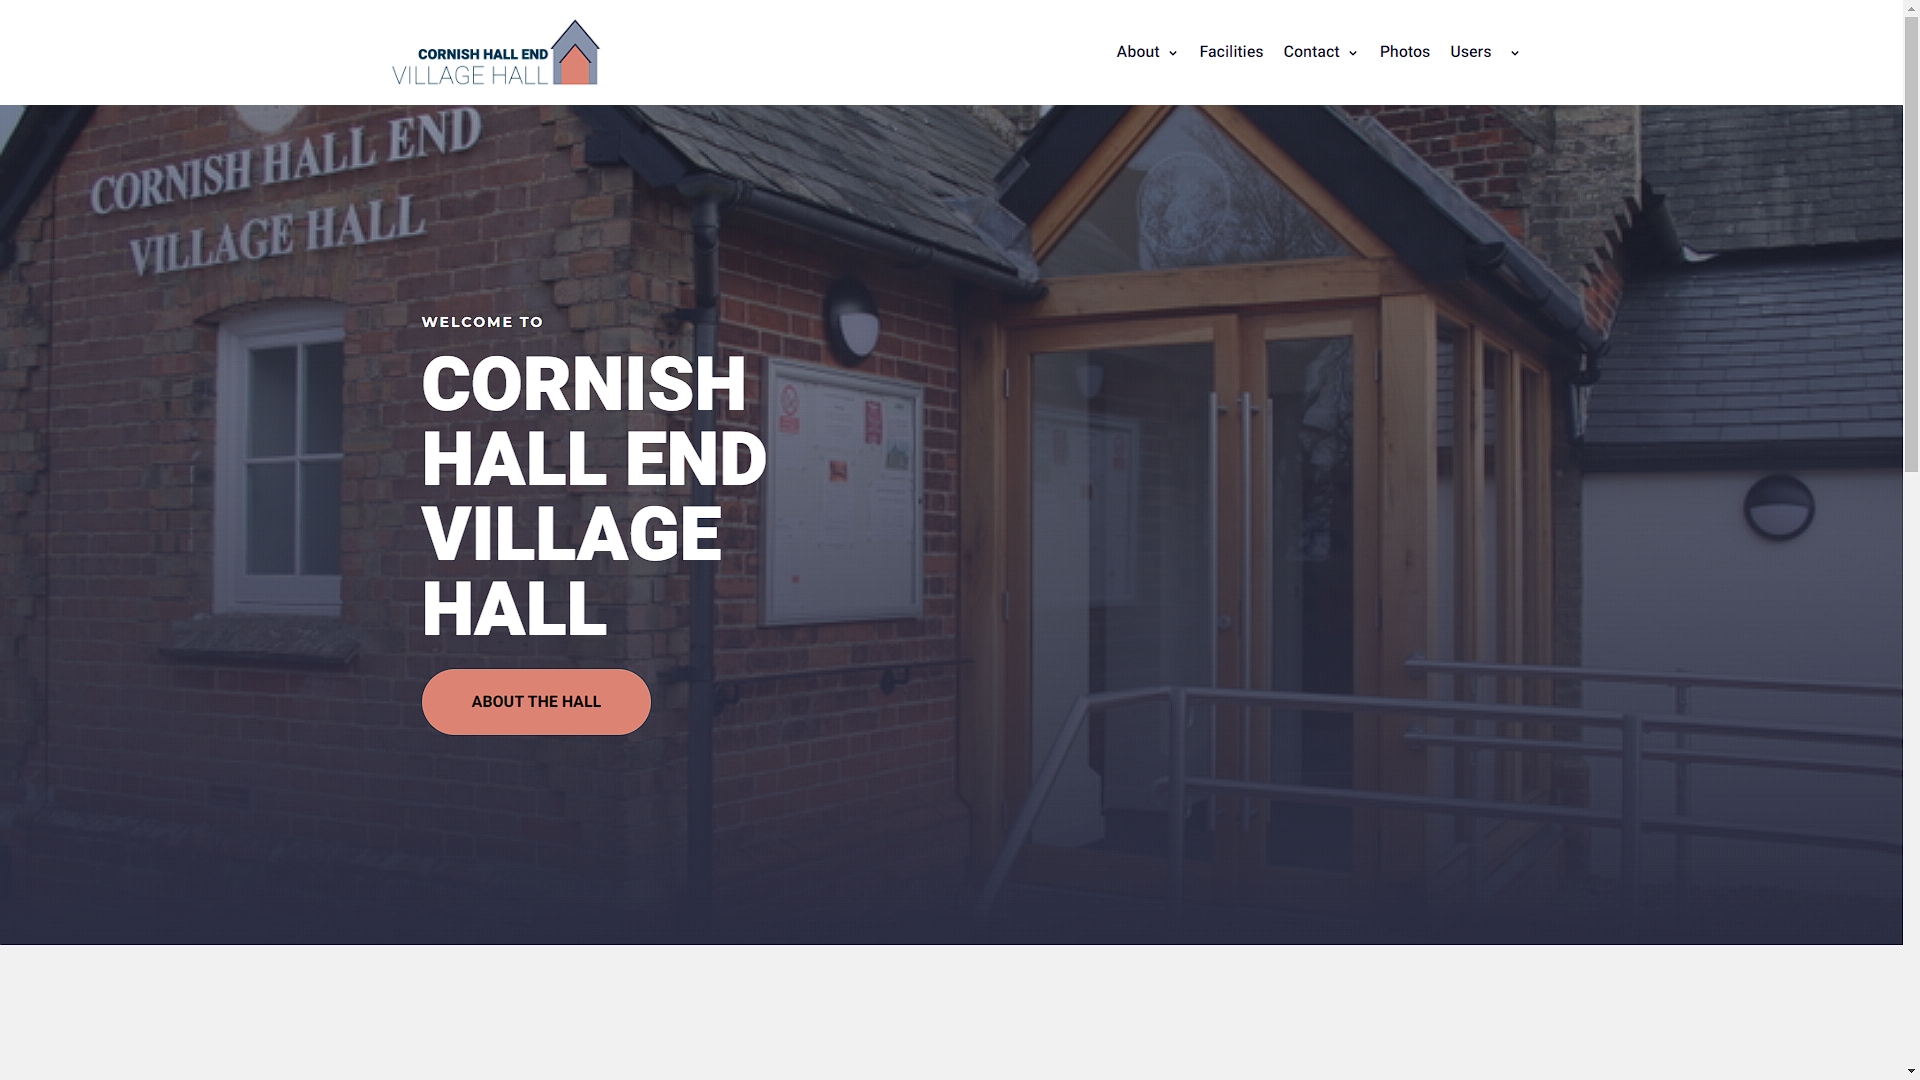 CORNISH HALL END
VILLAGE HALL
About
Facilities
Contact
Photos
Users
CORNISH HALL END
VILLAGE HALL
WELCOME TO
CORNISH
HALL END
VILLAGE
HALL
ABOUT THE HALL